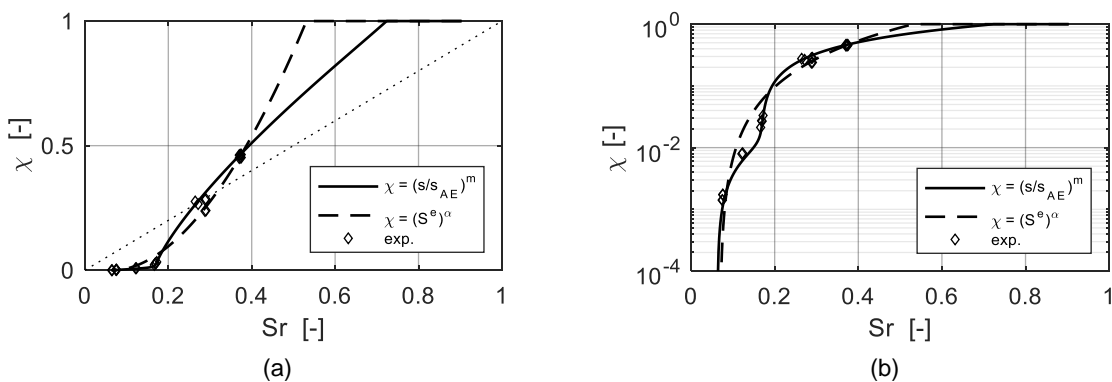 1
0.5
0
0 0.2 0.4 0.6 0.8 1
χ [-]
Sr [-]
χ = (s/s_AE)^m
χ = (S^e)^α
exp.
(a)
10^0
10^-2
10^-4
0 0.2 0.4 0.6 0.8 1
χ [-]
Sr [-]
χ = (s/s_AE)^m
χ = (S^e)^α
exp.
(b)